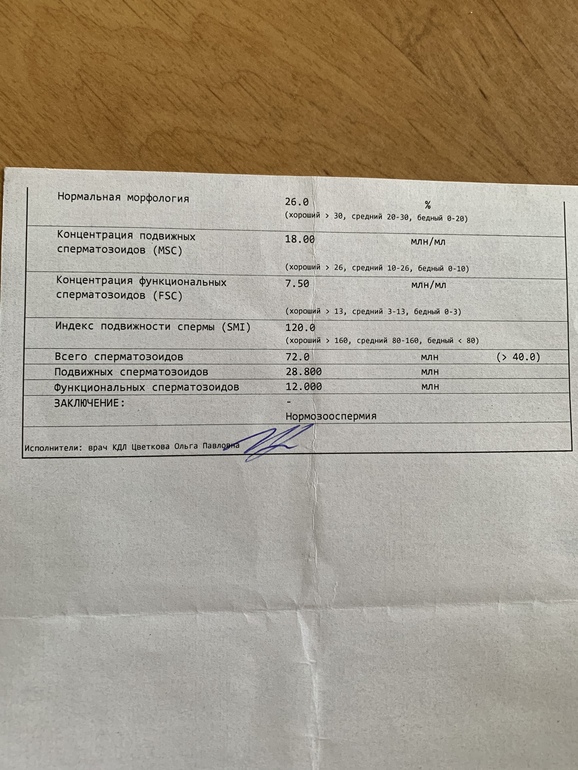 Нормальная морфология 26.0 %
(хороший > 30, средний 20-30, бедный 0-20)
Концентрация подвижных 18.00 млн/мл
сперматозоидов (MSC)
(хороший > 26, средний 10-26, бедный 0-10)
Концентрация функциональных 7.50 млн/мл
сперматозоидов (FSC)
(хороший > 13, средний 3-13, бедный 0-3)
Индекс подвижности спермы (SMI) 120.0
(хороший > 160, средний 80-160, бедный < 80)
Всего сперматозоидов 72.0 млн (> 40.0)
Подвижных сперматозоидов 28.800 млн
Функциональных сперматозоидов 12.000 млн
ЗАКЛЮЧЕНИЕ: -
Нормозооспермия
Исполнители: врач КДЛ Цветкова Ольга Павловна